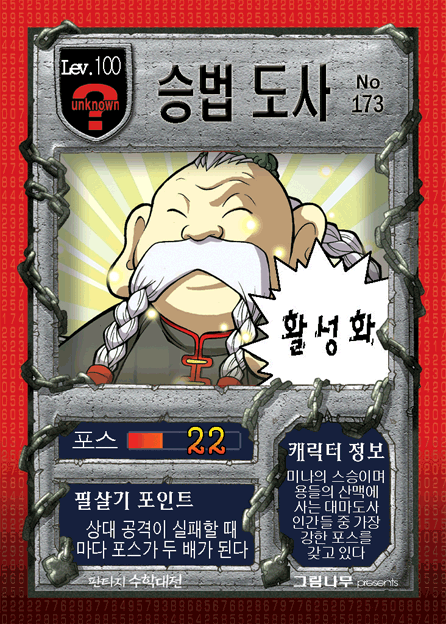 Lev.100
unknown
?
승법 도사
No
173
활성화
포스
22
필살기 포인트
상대 공격이 실패할 때
마다 포스가 두 배가 된다
캐릭터 정보
미나의 스승이며
용들의 산맥에
사는 대마도사
인간들 중 가장
강한 포스를
갖고 있다
판타지 수학대전
그림나무 presents